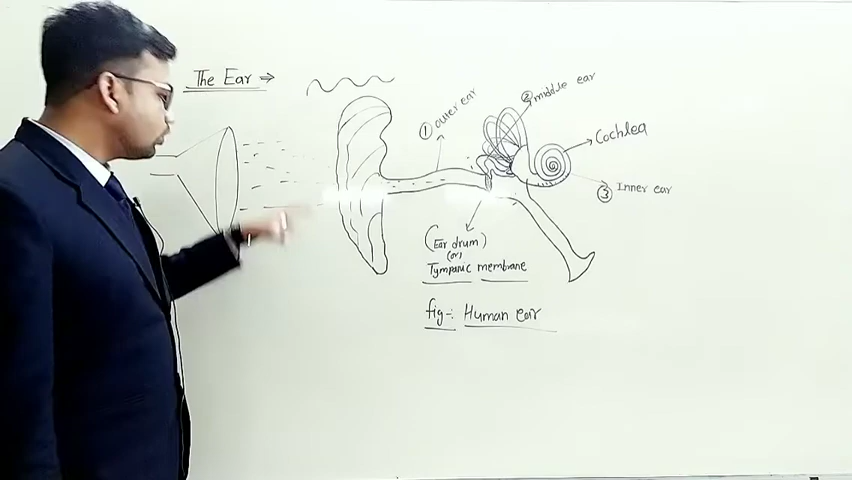 The Ear ⇒
① outer ear
② middle ear
Cochlea
③ Inner ear
(Ear drum)
(or)
Tympanic membrane
fig-: Human ear